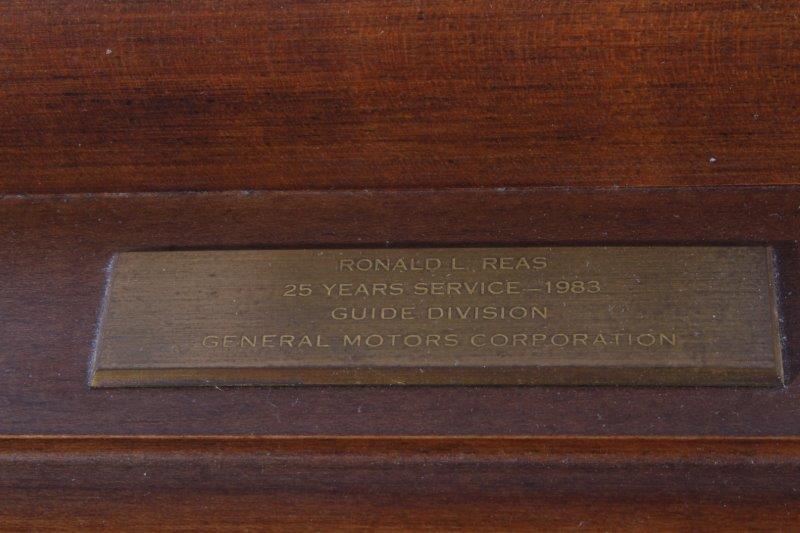 RONALD L. REAS
25 YEARS SERVICE—1983
GUIDE DIVISION
GENERAL MOTORS CORPORATION